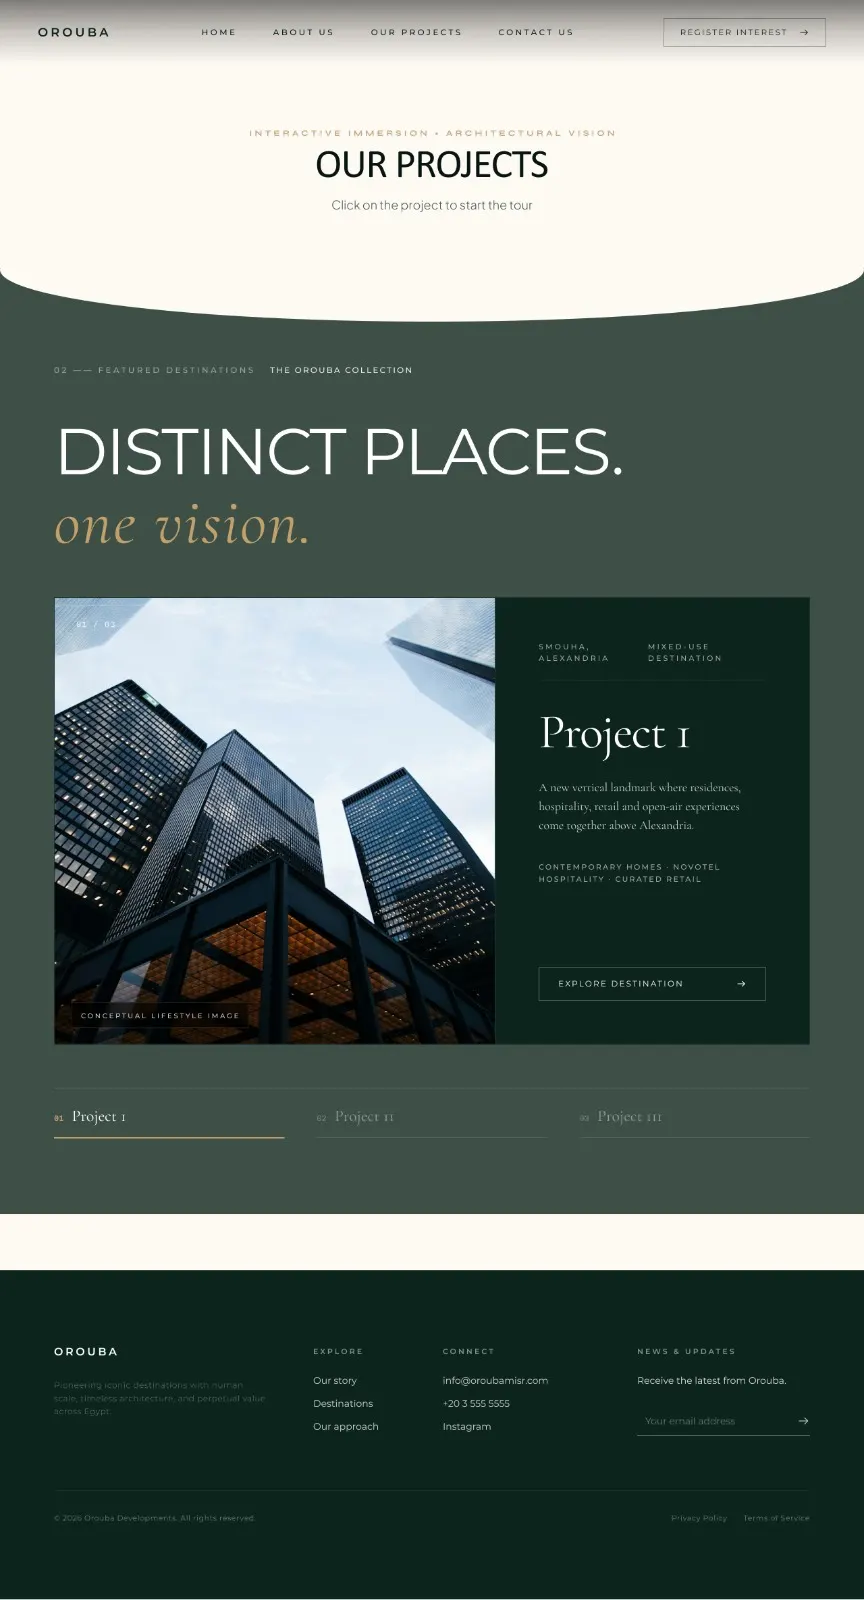 OROUBA
HOME
ABOUT US
OUR PROJECTS
CONTACT US
REGISTER INTEREST →
INTERACTIVE IMMERSION • ARCHITECTURAL VISION
OUR PROJECTS
Click on the project to start the tour
02 —— FEATURED DESTINATIONS THE OROUBA COLLECTION
DISTINCT PLACES.
one vision.
01 / 03
CONCEPTUAL LIFESTYLE IMAGE
SMOUHA,
ALEXANDRIA
MIXED-USE
DESTINATION
Project 1
A new vertical landmark where residences,
hospitality, retail and open-air experiences
come together above Alexandria.
CONTEMPORARY HOMES · NOVOTEL
HOSPITALITY · CURATED RETAIL
EXPLORE DESTINATION →
01 Project 1
02 Project 11
03 Project 111
OROUBA
Pioneering iconic destinations with human
scale, timeless architecture, and perpetual value
across Egypt.
EXPLORE
Our story
Destinations
Our approach
CONNECT
info@oroubamisr.com
+20 3 555 5555
Instagram
NEWS & UPDATES
Receive the latest from Orouba.
Your email address →
© 2026 Orouba Developments. All rights reserved.
Privacy Policy
Terms of Service